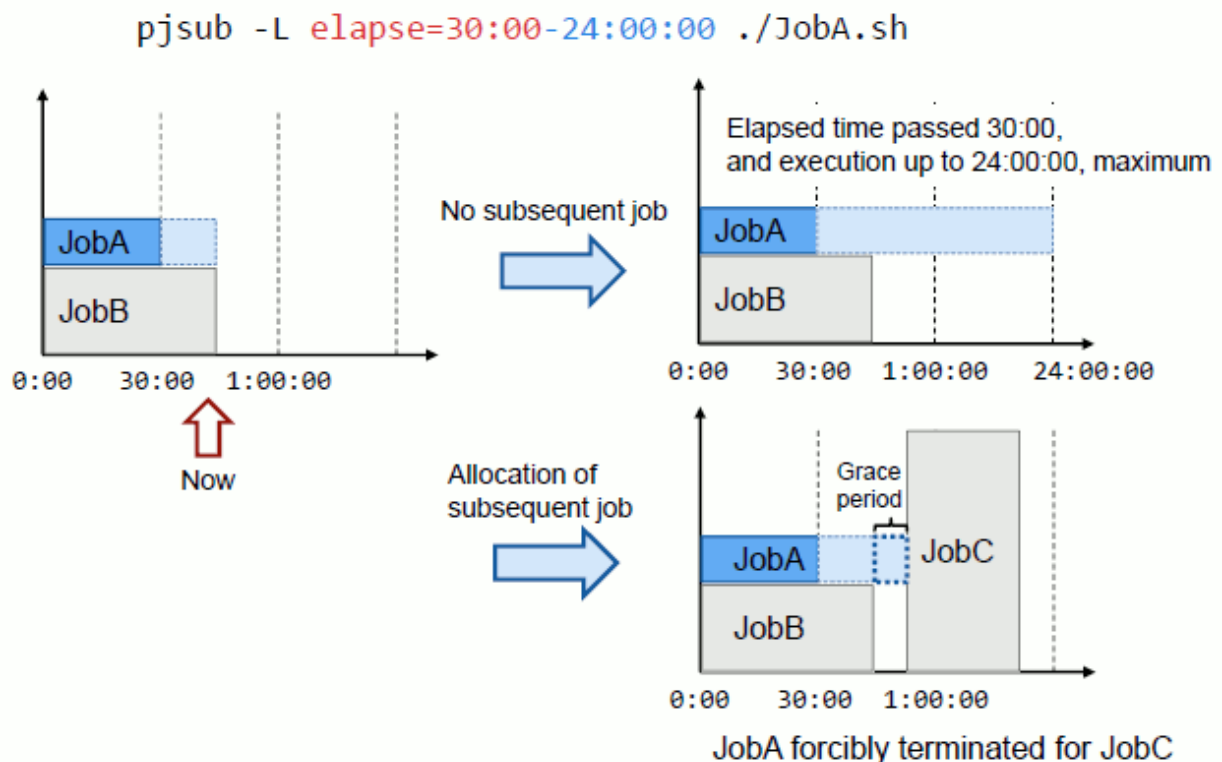 pjsub -L elapse=30:00-24:00:00 ./JobA.sh
JobA
JobB
0:00 30:00 1:00:00
Now
No subsequent job
Elapsed time passed 30:00,
and execution up to 24:00:00, maximum
JobA
JobB
0:00 30:00 1:00:00 24:00:00
Allocation of
subsequent job
Grace
period
JobA
JobC
JobB
0:00 30:00 1:00:00
JobA forcibly terminated for JobC